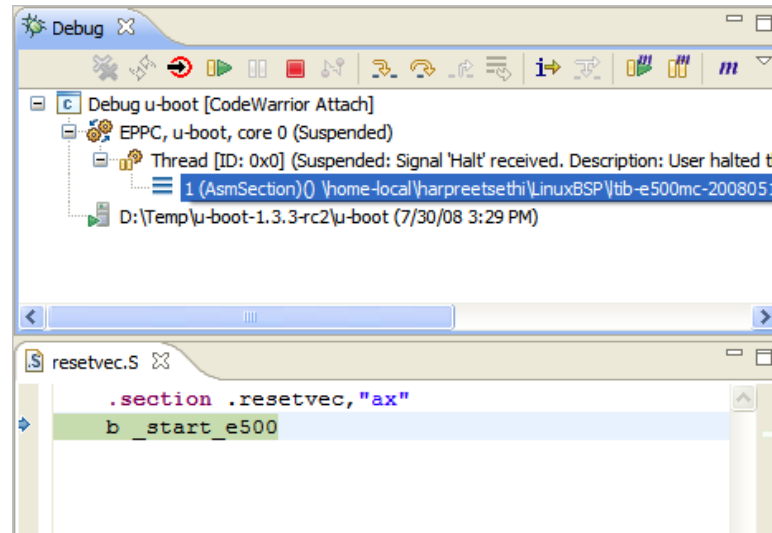 Debug
m m m
Debug u-boot [CodeWarrior Attach]
EPPC, u-boot, core 0 (Suspended)
Thread [ID: 0x0] (Suspended: Signal 'Halt' received. Description: User halted t
1 (AsmSection)() \home-local\harpreetsethi\LinuxBSP\ltib-e500mc-2008051
D:\Temp\u-boot-1.3.3-rc2\u-boot (7/30/08 3:29 PM)
resetvec.S
.section .resetvec,"ax"
b _start_e500